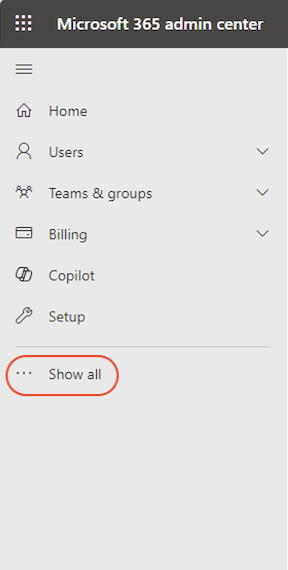 Microsoft 365 admin center
Home
Users
Teams & groups
Billing
Copilot
Setup
Show all